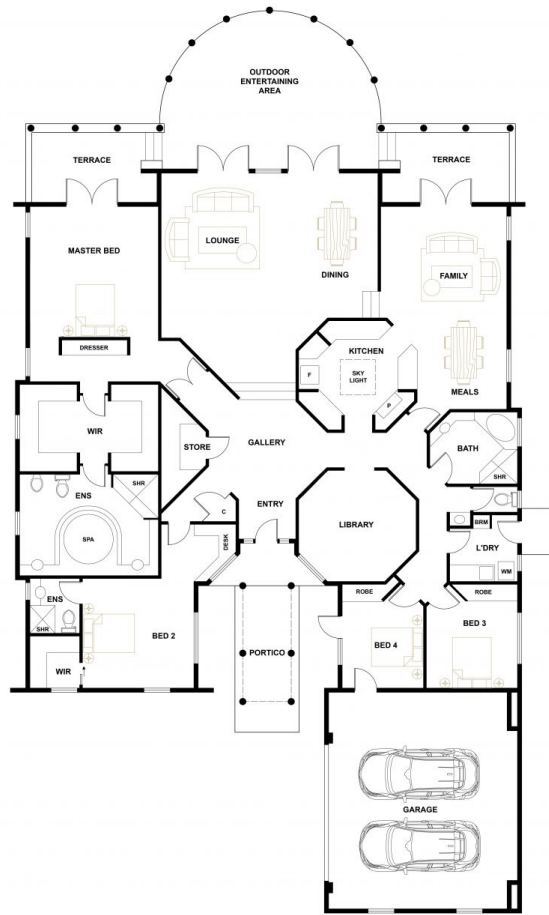 OUTDOOR
ENTERTAINING
AREA
TERRACE
TERRACE
MASTER BED
LOUNGE
DINING
FAMILY
DRESSER
KITCHEN
F
SKY
LIGHT
P
MEALS
WIR
STORE
GALLERY
BATH
SHR
ENS
SHR
SPA
C
ENTRY
LIBRARY
BRM
L'DRY
WM
DESK
ENS
SHR
BED 2
WIR
PORTICO
ROBE
BED 4
ROBE
BED 3
GARAGE